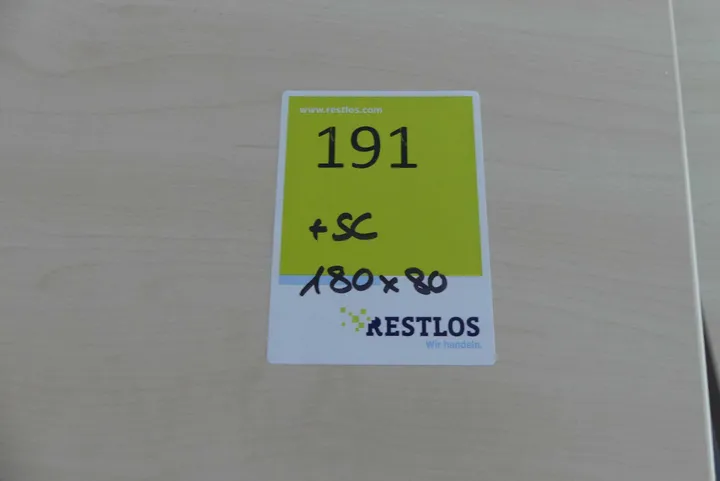 www.restlos.com
191
+SC
180x80
RESTLOS
Wir handeln.